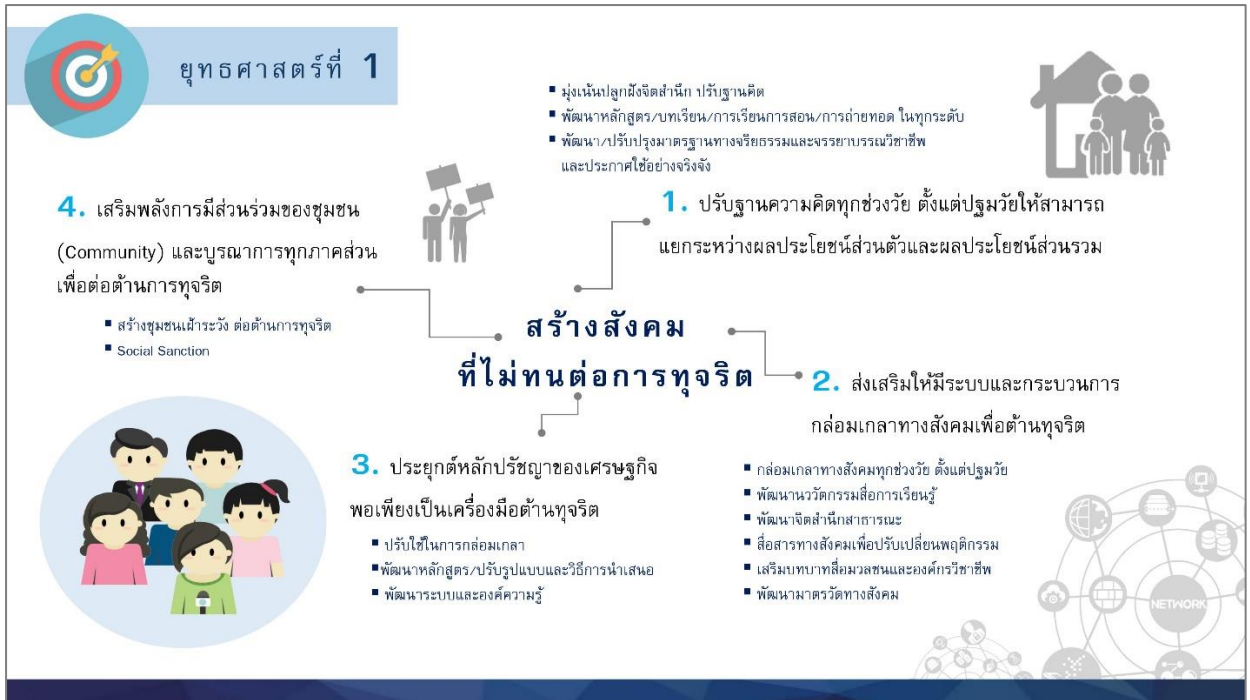 ยุทธศาสตร์ที่ 1
▪ มุ่งเน้นปลูกฝังจิตสำนึก ปรับฐานคิด
▪ พัฒนาหลักสูตร/บทเรียน/การเรียนการสอน/การถ่ายทอด ในทุกระดับ
▪ พัฒนา/ปรับปรุงมาตรฐานทางจริยธรรมและจรรยาบรรณวิชาชีพ
และประกาศใช้อย่างจริงจัง
1. ปรับฐานความคิดทุกช่วงวัย ตั้งแต่ปฐมวัยให้สามารถ
แยกระหว่างผลประโยชน์ส่วนตัวและผลประโยชน์ส่วนรวม
4. เสริมพลังการมีส่วนร่วมของชุมชน
(Community) และบูรณาการทุกภาคส่วน
เพื่อต่อต้านการทุจริต
▪ สร้างชุมชนเฝ้าระวัง ต่อต้านการทุจริต
▪ Social Sanction
สร้างสังคม
ที่ไม่ทนต่อการทุจริต
2. ส่งเสริมให้มีระบบและกระบวนการ
กล่อมเกลาทางสังคมเพื่อต้านทุจริต
▪ กล่อมเกลาทางสังคมทุกช่วงวัย ตั้งแต่ปฐมวัย
▪ พัฒนานววัตกรรมสื่อการเรียนรู้
▪ พัฒนาจิตสำนึกสาธารณะ
▪ สื่อสารทางสังคมเพื่อปรับเปลี่ยนพฤติกรรม
▪ เสริมบทบาทสื่อมวลชนและองค์กรวิชาชีพ
▪ พัฒนามาตรวัดทางสังคม
3. ประยุกต์หลักปรัชญาของเศรษฐกิจ
พอเพียงเป็นเครื่องมือต้านทุจริต
▪ ปรับใช้ในการกล่อมเกลา
▪พัฒนาหลักสูตร/ปรับรูปแบบและวิธีการนำเสนอ
▪ พัฒนาระบบและองค์ความรู้
NETWORK